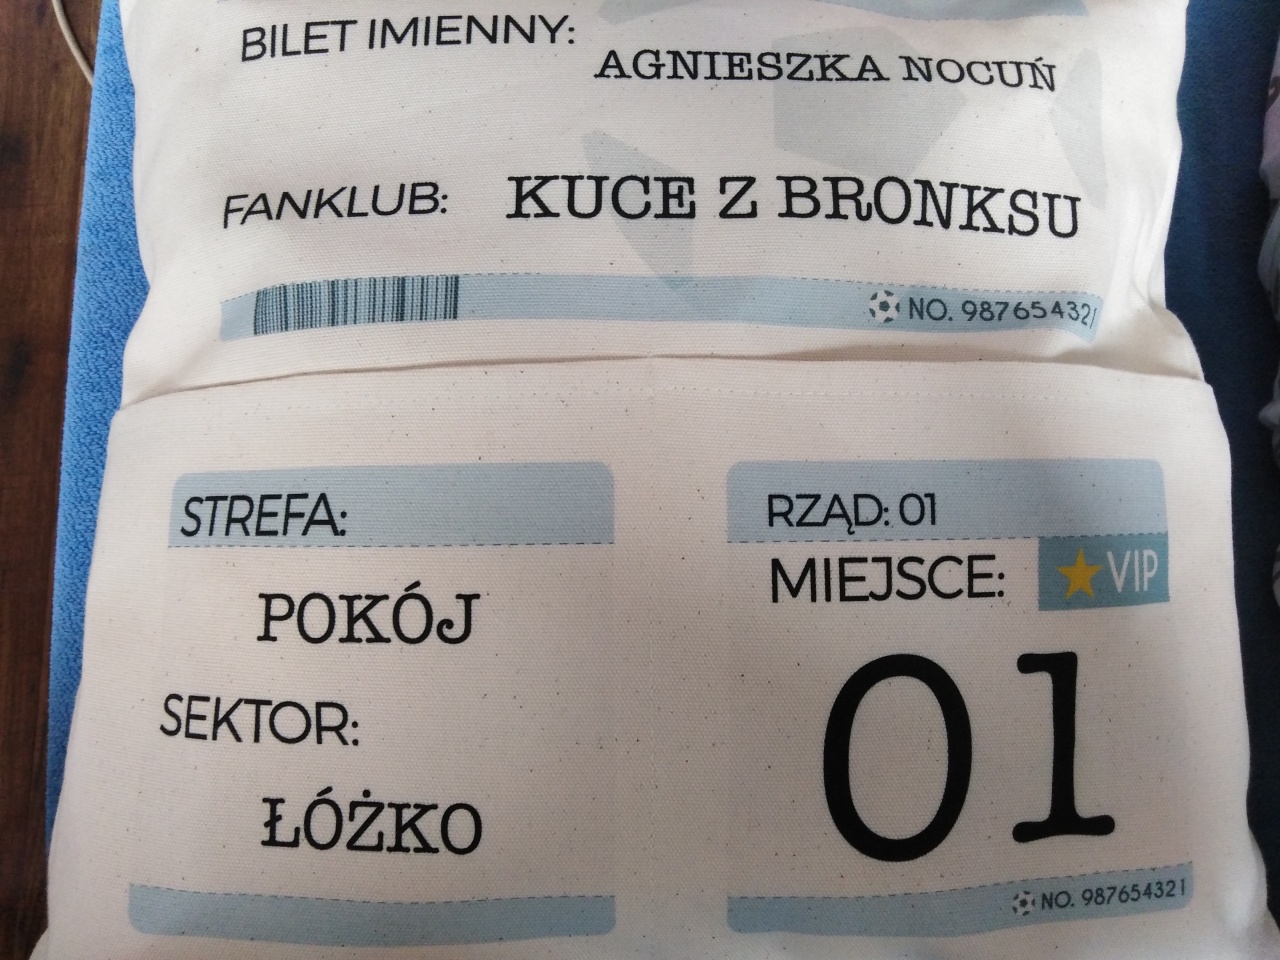 BILET IMIENNY:
AGNIESZKA NOCUŃ
FANKLUB: KUCE Z BRONKSU
NO. 987654321
STREFA:
POKÓJ
SEKTOR:
ŁÓŻKO
RZĄD: 01
MIEJSCE: VIP
01
NO. 987654321